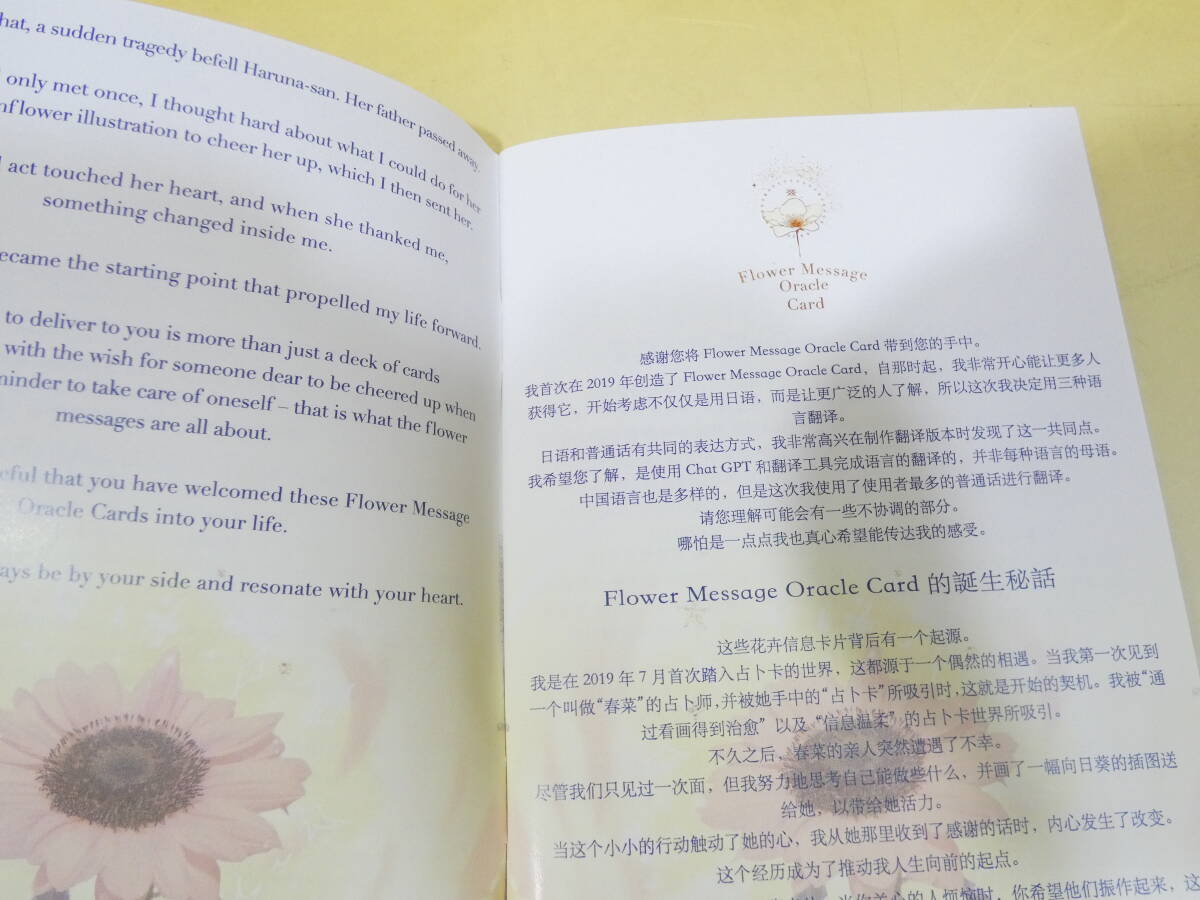 hat, a sudden tragedy befell Haruna-san. Her father passed away.
only met once, I thought hard about what I could do for her
nflower illustration to cheer her up, which I then sent her.
act touched her heart, and when she thanked me,
something changed inside me.
ecame the starting point that propelled my life forward.
to deliver to you is more than just a deck of cards
with the wish for someone dear to be cheered up when
minder to take care of oneself – that is what the flower
messages are all about.
eful that you have welcomed these Flower Message
Oracle Cards into your life.
ays be by your side and resonate with your heart.
Flower Message
Oracle
Card
感谢您将 Flower Message Oracle Card 带到您的手中。
我首次在 2019 年创造了 Flower Message Oracle Card，自那时起，我非常开心能让更多人
获得它，开始考虑不仅仅是用日语，而是让更广泛的人了解，所以这次我决定用三种语
言翻译。
日语和普通话有共同的表达方式，我非常高兴在制作翻译版本时发现了这一共同点。
我希望您了解，是使用 Chat GPT 和翻译工具完成语言的翻译的，并非每种语言的母语。
中国语言也是多样的，但是这次我使用了使用者最多的普通话进行翻译。
请您理解可能会有一些不协调的部分。
哪怕是一点点我也真心希望能传达我的感受。
Flower Message Oracle Card 的誕生秘話
这些花卉信息卡片背后有一个起源。
我是在 2019 年 7 月首次踏入占卜卡的世界，这都源于一个偶然的相遇。当我第一次见到
一个叫做“春菜”的占卜师，并被她手中的“占卜卡”所吸引时，这就是开始的契机。我被“通
过看画得到治愈” 以及 “信息温柔” 的占卜卡世界所吸引。
不久之后，春菜的亲人突然遭遇了不幸。
尽管我们只见过一次面，但我努力地思考自己能做些什么，并画了一幅向日葵的插图送
给她，以带给她活力。
当这个小小的行动触动了她的心，我从她那里收到了感谢的话时，内心发生了改变。
这个经历成为了推动我人生向前的起点。
当你关心的人烦恼时，你希望他们振作起来，这